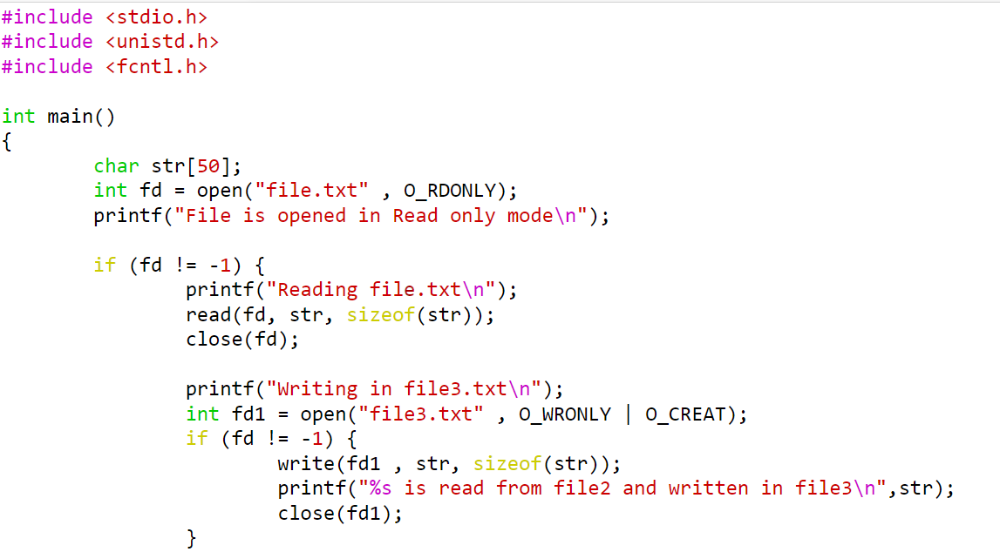 #include <stdio.h>
#include <unistd.h>
#include <fcntl.h>

int main()
{
        char str[50];
        int fd = open("file.txt" , O_RDONLY);
        printf("File is opened in Read only mode\n");

        if (fd != -1) {
                printf("Reading file.txt\n");
                read(fd, str, sizeof(str));
                close(fd);

                printf("Writing in file3.txt\n");
                int fd1 = open("file3.txt" , O_WRONLY | O_CREAT);
                if (fd != -1) {
                        write(fd1 , str, sizeof(str));
                        printf("%s is read from file2 and written in file3\n",str);
                        close(fd1);
                }